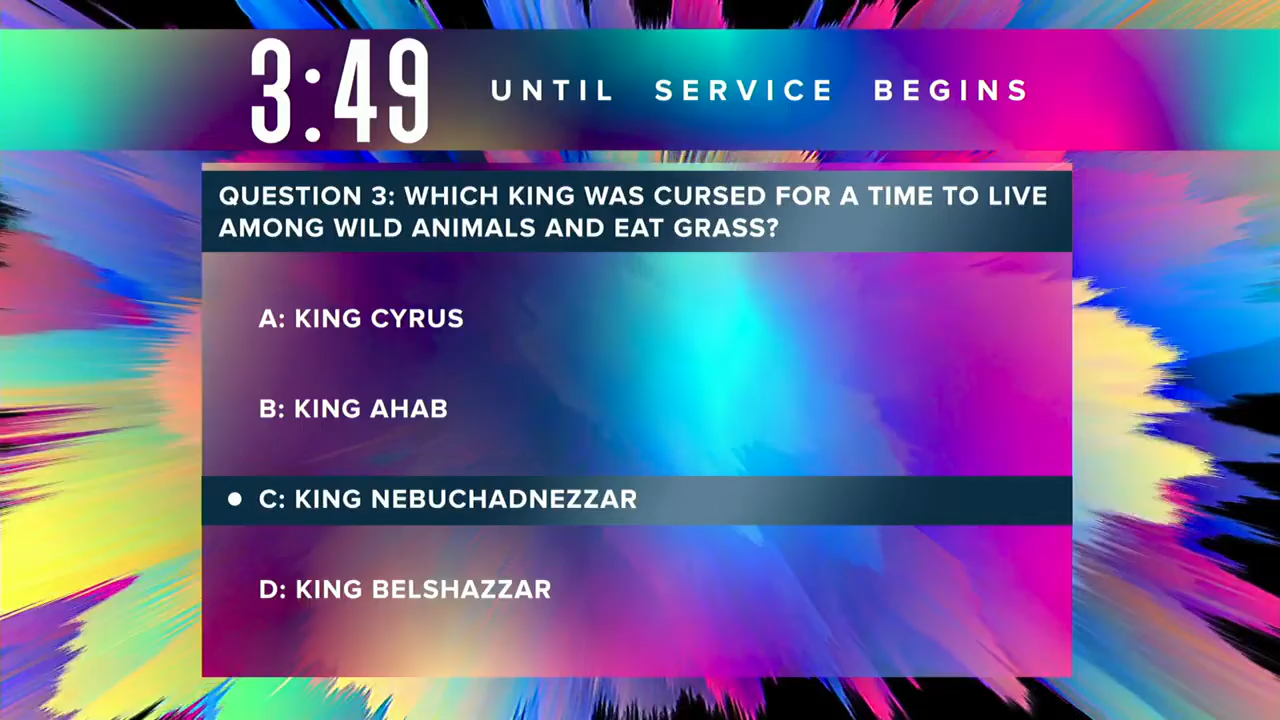 3:49 UNTIL SERVICE BEGINS
QUESTION 3: WHICH KING WAS CURSED FOR A TIME TO LIVE
AMONG WILD ANIMALS AND EAT GRASS?
A: KING CYRUS
B: KING AHAB
C: KING NEBUCHADNEZZAR
D: KING BELSHAZZAR